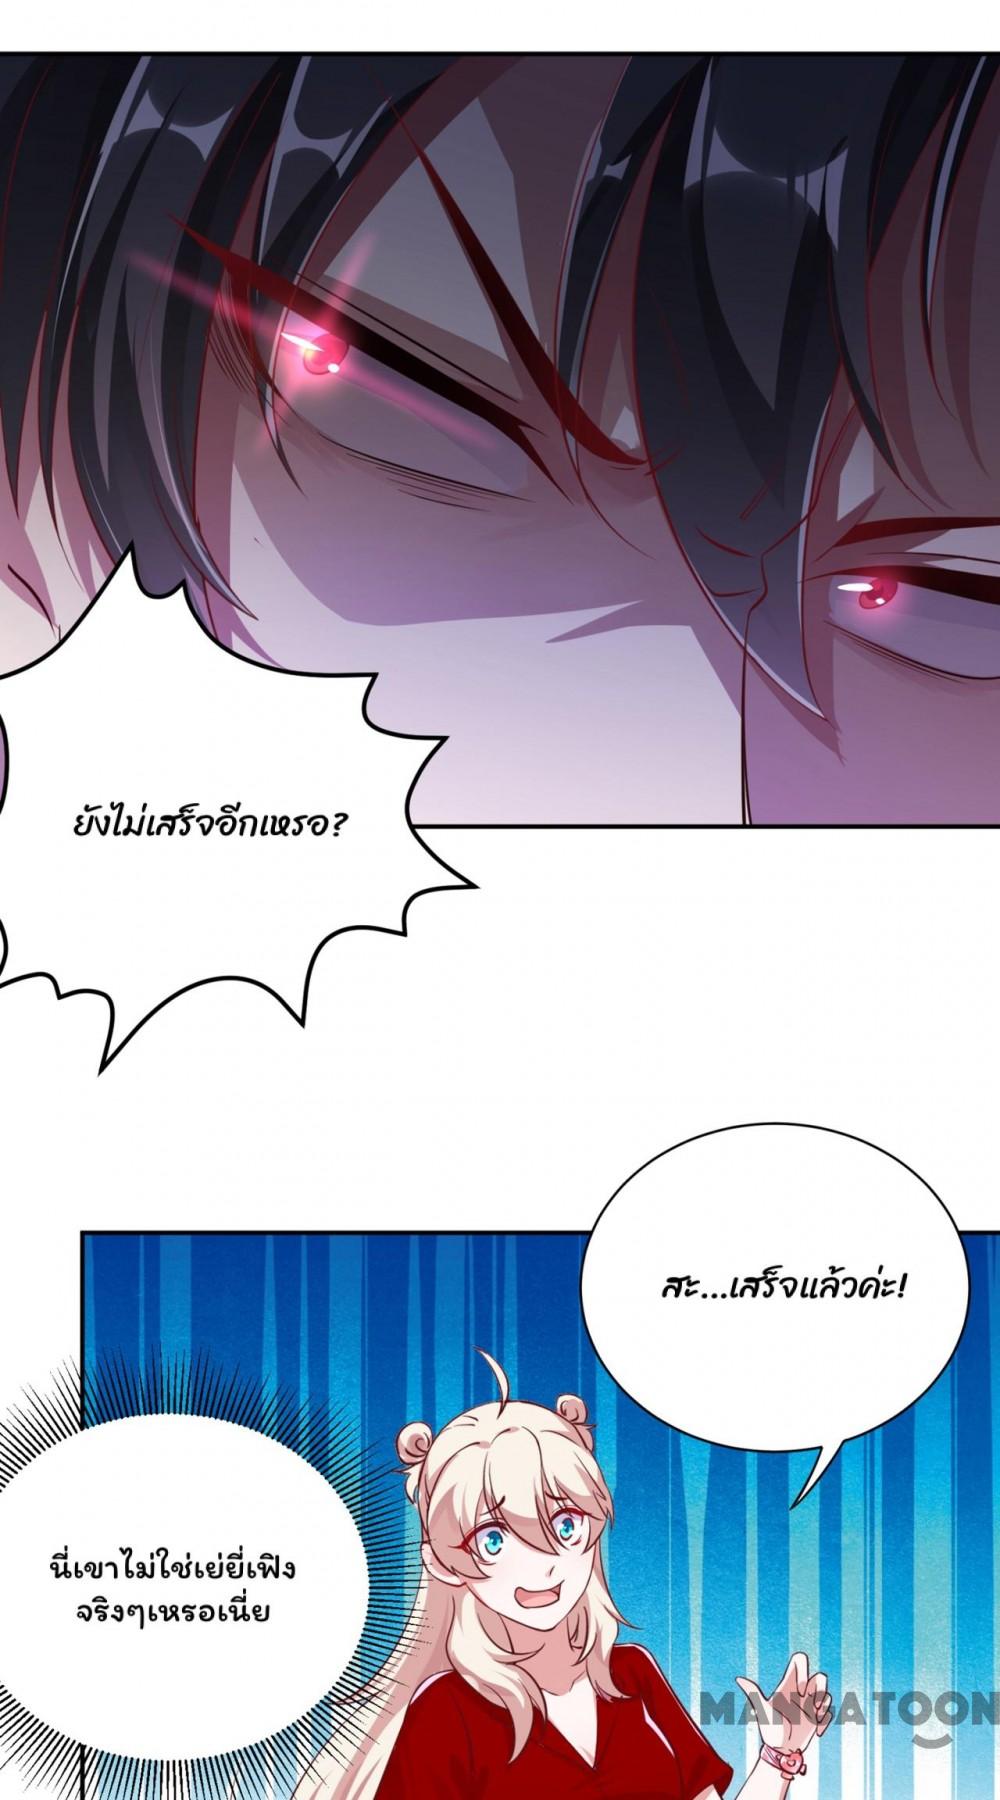 ยังไม่เสร็จอีกเหรอ?
สะ...เสร็จแล้วค่ะ!
นี่เขาไม่ใช่เย่ยี่เฟิง
จริงๆเหรอเนี่ย
MANGATOON